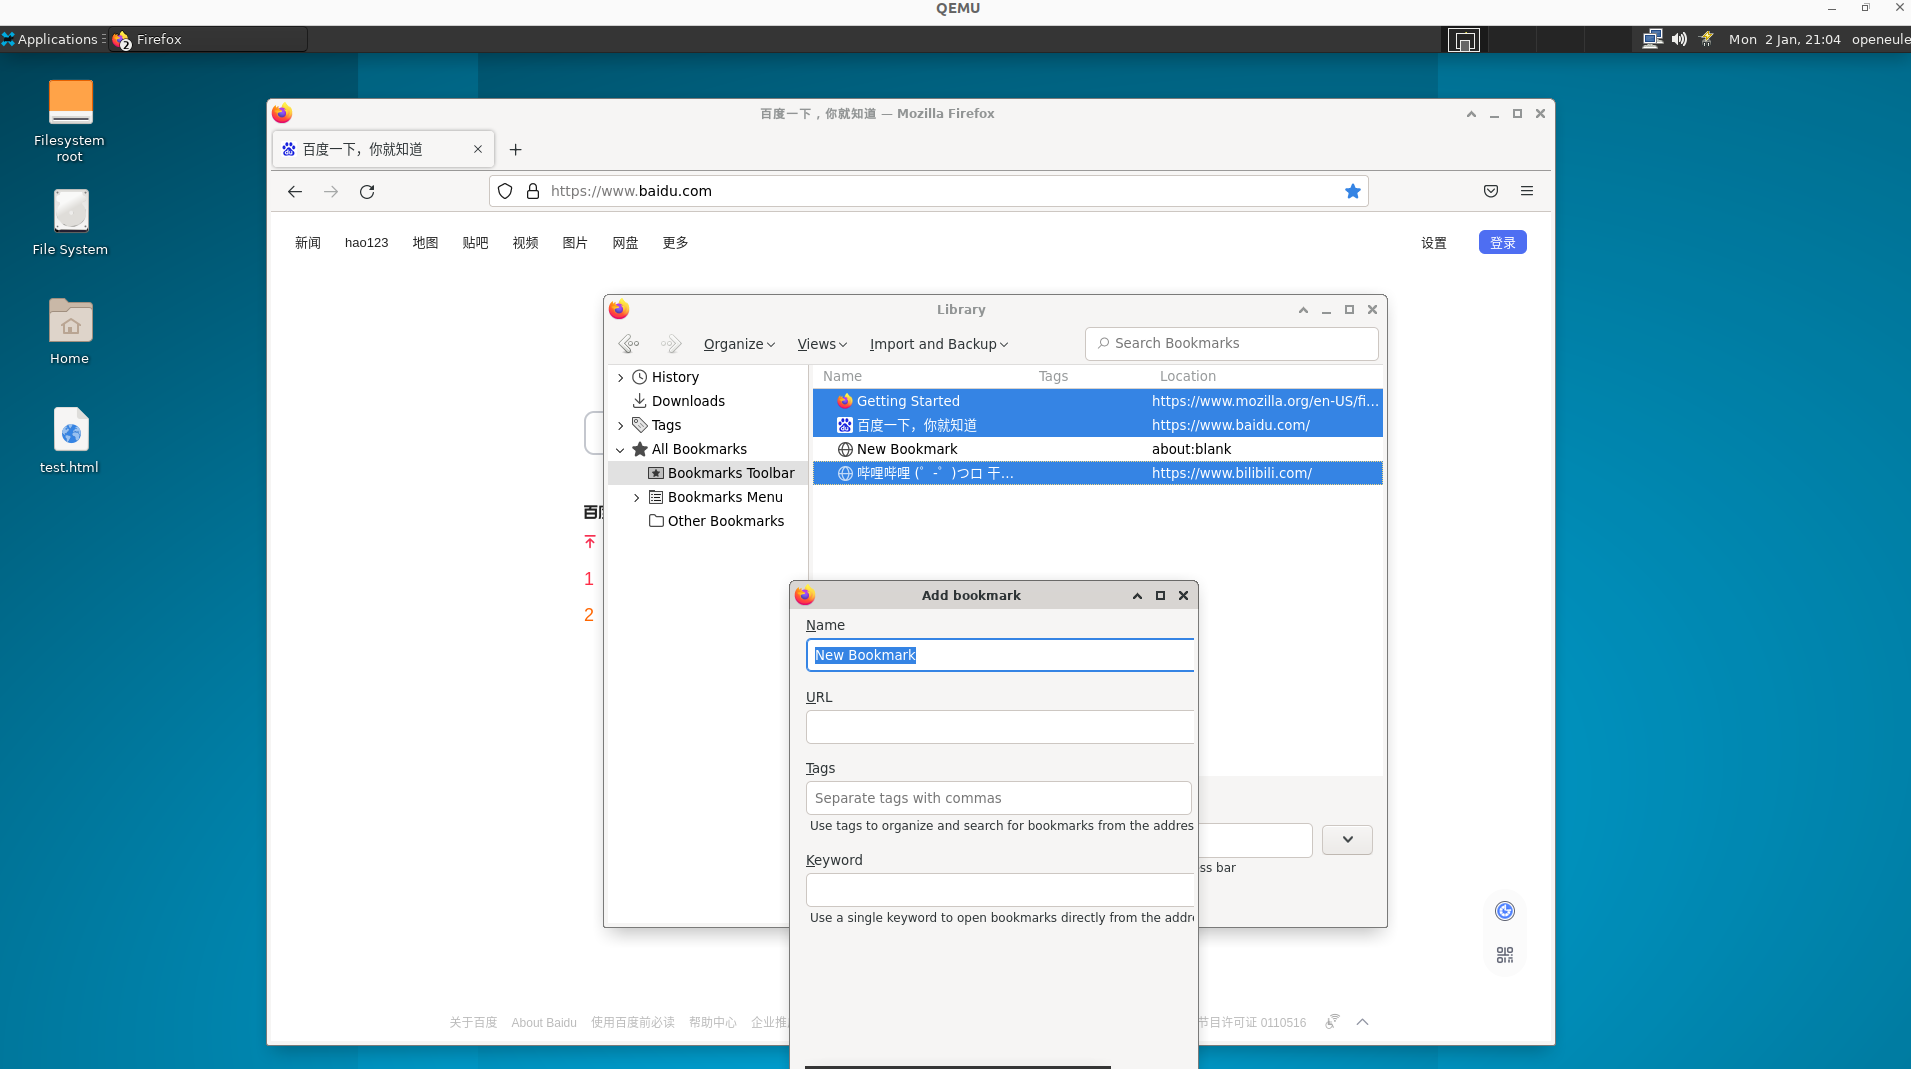 QEMU
Applications
2
Firefox
Mon 2 Jan, 21:04
openeule
Filesystem
root
File System
Home
test.html
百度一下，你就知道 — Mozilla Firefox
百度一下，你就知道
https://www.baidu.com
新闻
hao123
地图
贴吧
视频
图片
网盘
更多
设置
登录
Library
Organize
Views
Import and Backup
Search Bookmarks
History
Downloads
Tags
All Bookmarks
Bookmarks Toolbar
Bookmarks Menu
Other Bookmarks
Name
Tags
Location
Getting Started
https://www.mozilla.org/en-US/fi…
百度一下，你就知道
https://www.baidu.com/
New Bookmark
about:blank
哔哩哔哩 (゜-゜)つロ 干…
https://www.bilibili.com/
百
1
2
Add bookmark
Name
New Bookmark
URL
Tags
Separate tags with commas
Use tags to organize and search for bookmarks from the addres
Keyword
Use a single keyword to open bookmarks directly from the addr
ss bar
关于百度
About Baidu
使用百度前必读
帮助中心
企业推
节目许可证 0110516